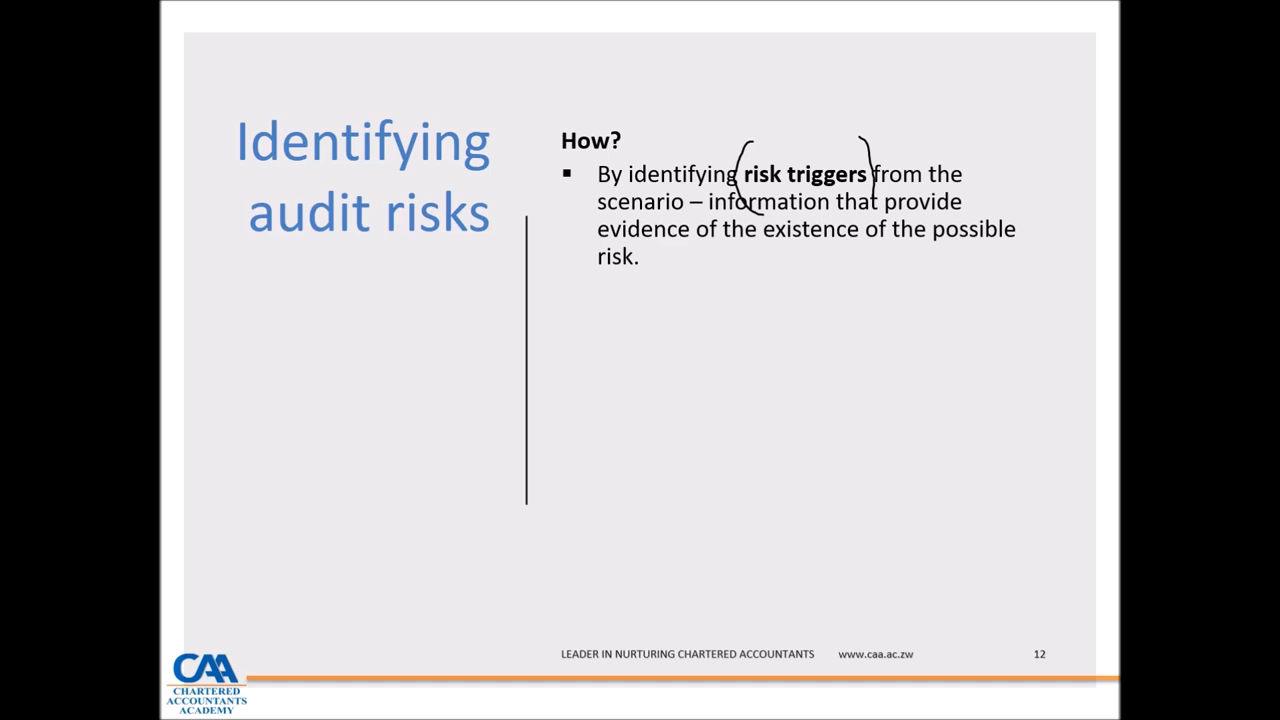 Identifying
audit risks
How?
▪ By identifying risk triggers from the
scenario – information that provide
evidence of the existence of the possible
risk.
LEADER IN NURTURING CHARTERED ACCOUNTANTS www.caa.ac.zw 12
CAA
CHARTERED
ACCOUNTANTS
ACADEMY